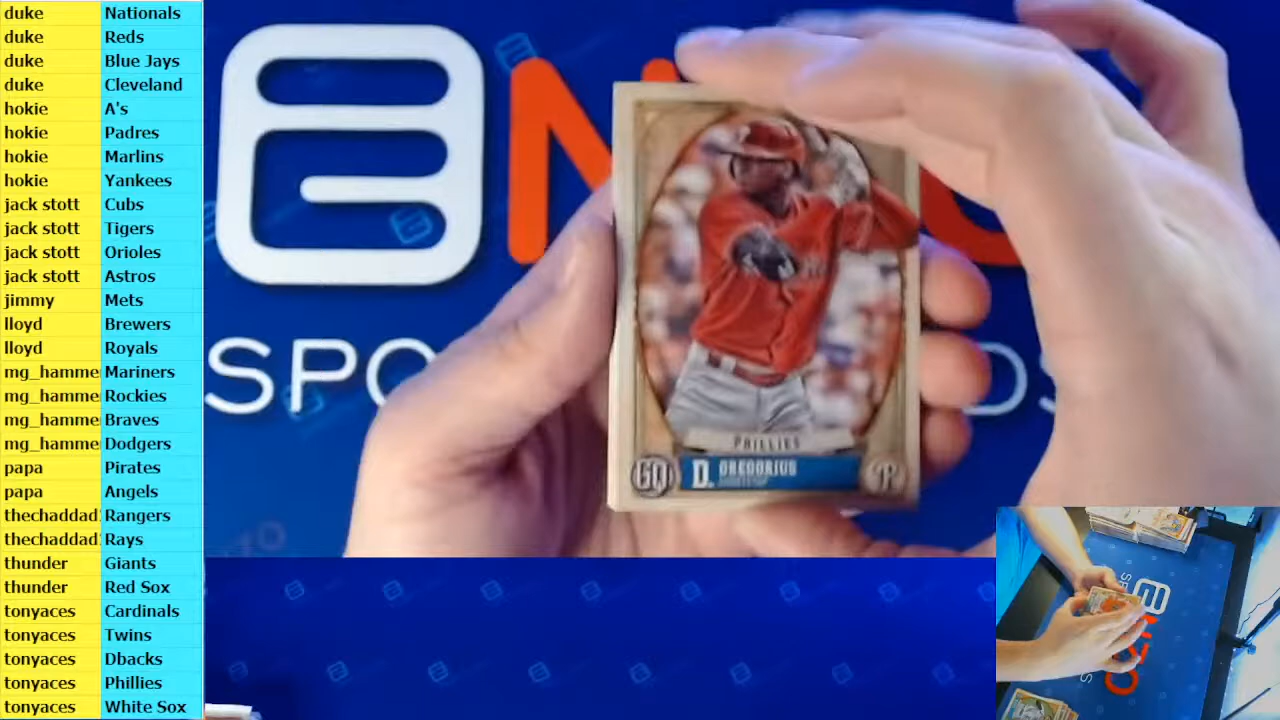 duke Nationals
duke Reds
duke Blue Jays
duke Cleveland
hokie A's
hokie Padres
hokie Marlins
hokie Yankees
jack stott Cubs
jack stott Tigers
jack stott Orioles
jack stott Astros
jimmy Mets
lloyd Brewers
lloyd Royals
mg_hamme Mariners
mg_hamme Rockies
mg_hamme Braves
mg_hamme Dodgers
papa Pirates
papa Angels
thechaddad Rangers
thechaddad Rays
thunder Giants
thunder Red Sox
tonyaces Cardinals
tonyaces Twins
tonyaces Dbacks
tonyaces Phillies
tonyaces White Sox
PHILLIES
GQ D. GREGORIUS P